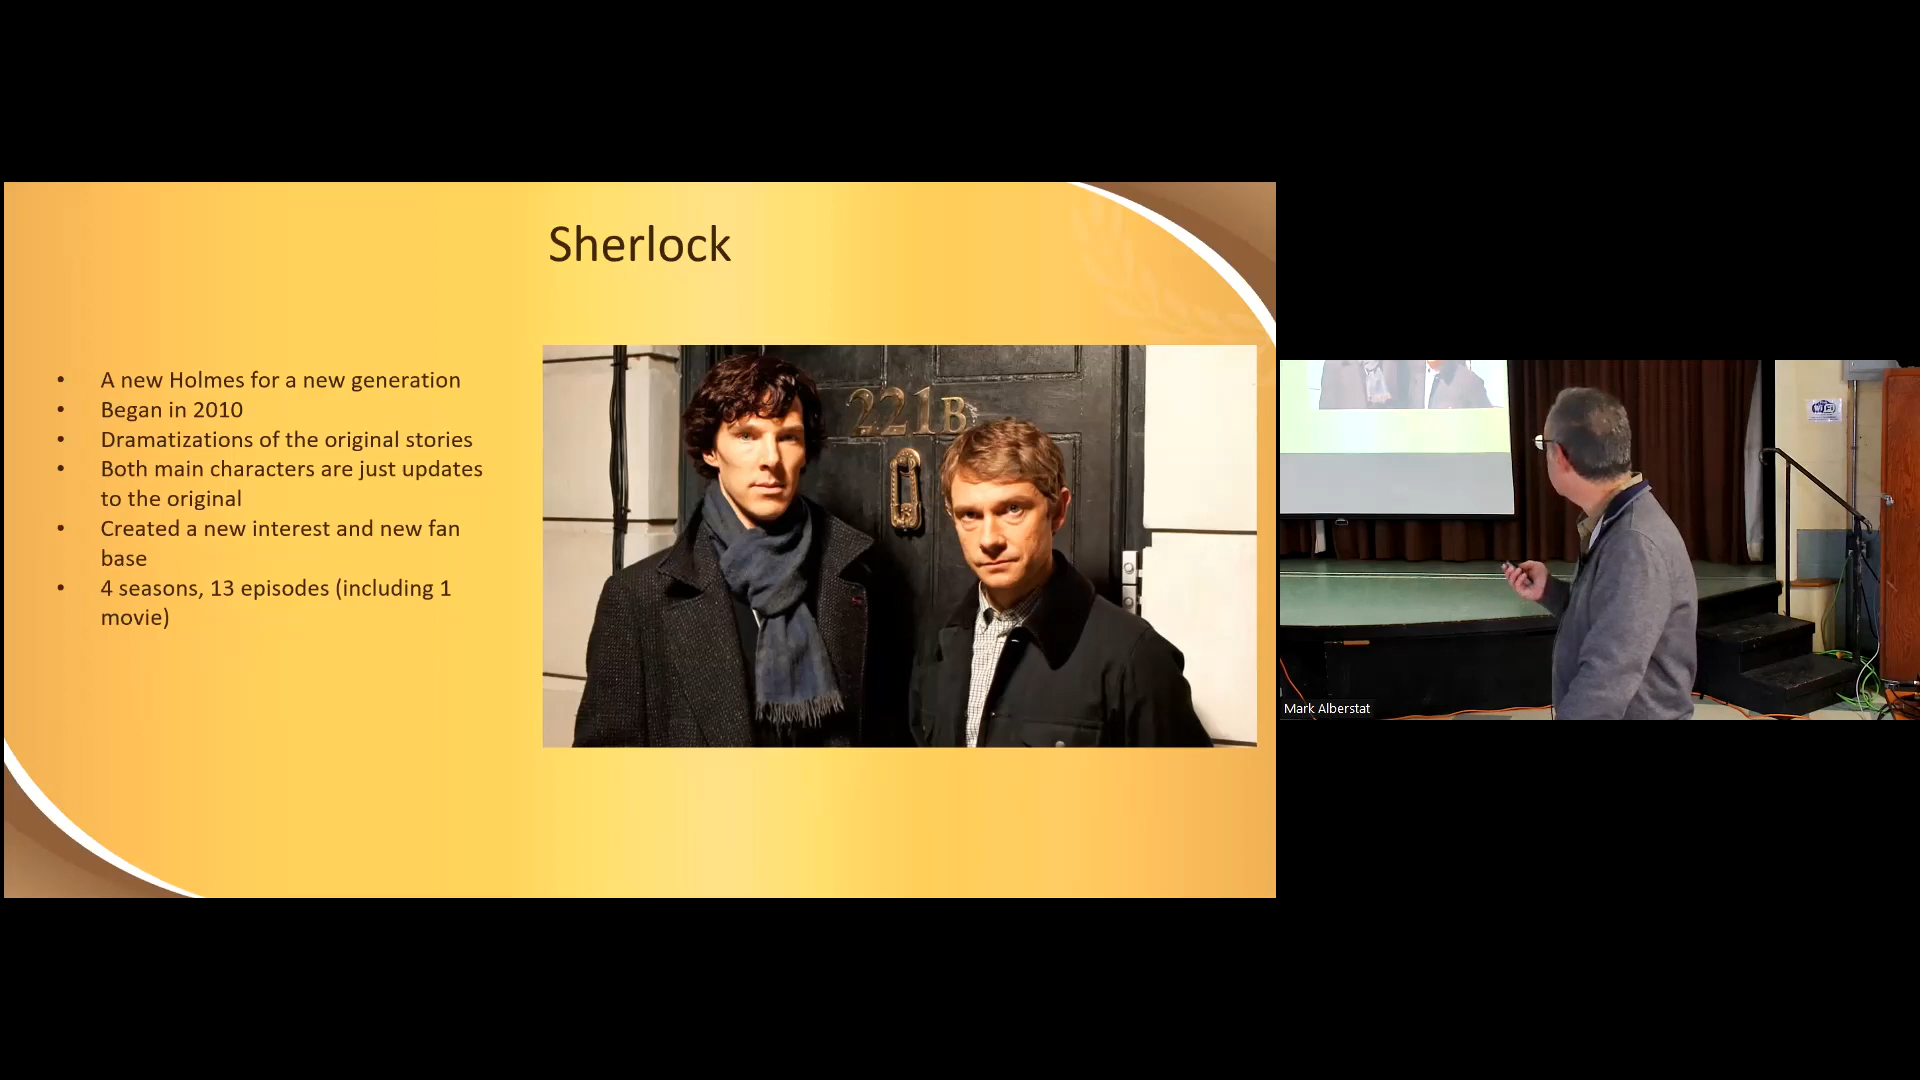 Sherlock
• A new Holmes for a new generation
• Began in 2010
• Dramatizations of the original stories
• Both main characters are just updates
to the original
• Created a new interest and new fan
base
• 4 seasons, 13 episodes (including 1
movie)
221B
Mark Alberstat